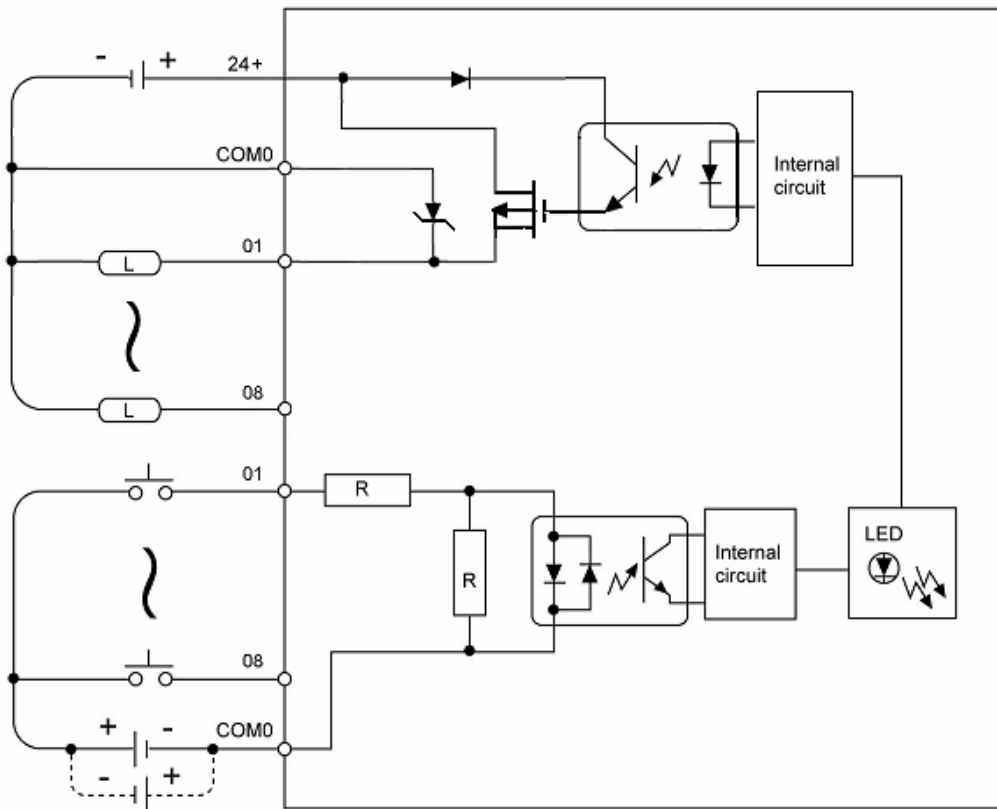 - + 24+
COM0
01
L
08
L
Internal
circuit
01
R
R
08
COM0
+ -
- +
Internal
circuit
LED